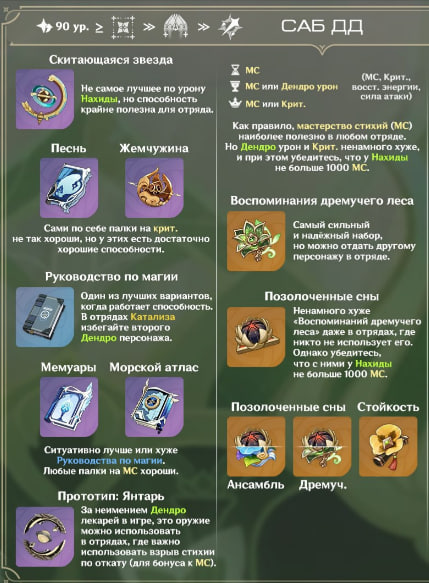 90 ур. ≥ » » САБ ДД
Скитающаяся звезда
Не самое лучшее по урону
Нахиды, но способность
крайне полезна для отряда.
Песнь Жемчужина
Сами по себе палки на крит.
не так хороши, но у этих есть достаточно
хорошие способности.
Руководство по магии
Один из лучших вариантов,
когда работает способность.
В отрядах Катализа
избегайте второго
Дендро персонажа.
Мемуары Морской атлас
Ситуативно лучше или хуже
Руководства по магии.
Любые палки на МС хороши.
Прототип: Янтарь
За неимением Дендро
лекарей в игре, это оружие
можно использовать
в отрядах, где важно
использовать взрыв стихии
по откату (для бонуса к МС).
МС
МС или Дендро урон
МС или Крит.
(МС, Крит.,
восст. энергии,
сила атаки)
Как правило, мастерство стихий (МС)
наиболее полезно в любом отряде.
Но Дендро урон и Крит. ненамного хуже,
и при этом убедитесь, что у Нахиды
не больше 1000 МС.
Воспоминания дремучего леса
Самый сильный
и надёжный набор,
но можно отдать другому
персонажу в отряде.
Позолоченные сны
Ненамного хуже
«Воспоминаний дремучего
леса» даже в отрядах, где
никто не использует его.
Однако убедитесь,
что с ними у Нахиды
не больше 1000 МС.
Позолоченные сны Стойкость
Ансамбль Дремуч.